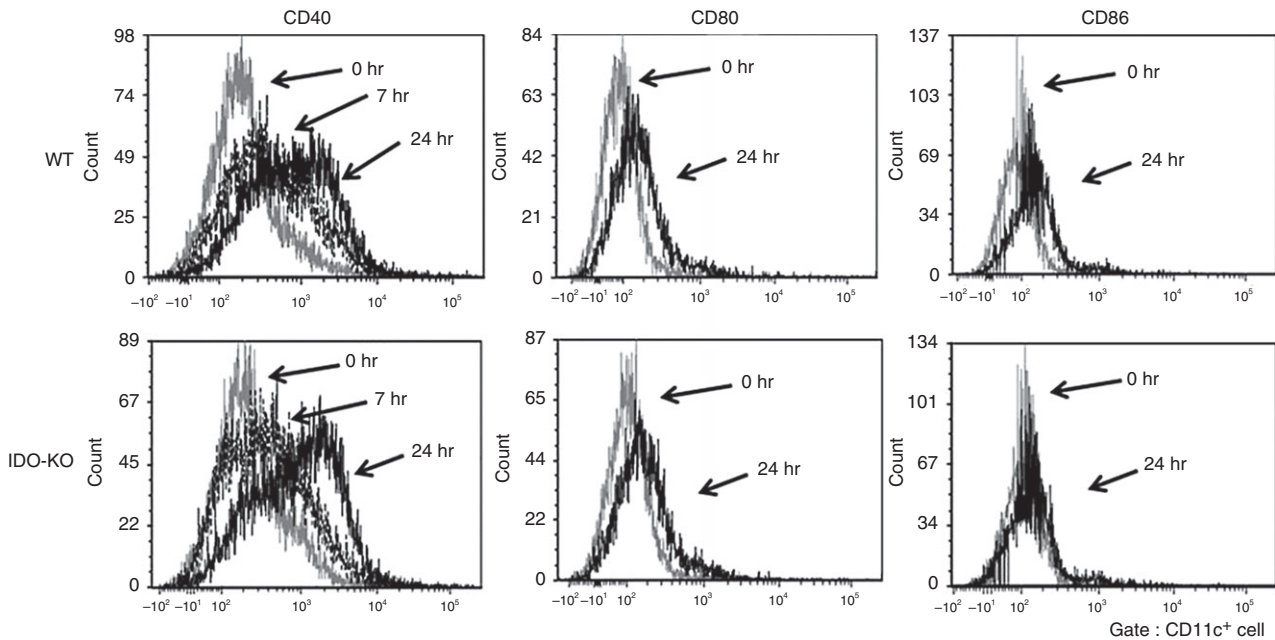 CD40
CD80
CD86
WT
Count
98
74
49
25
0
0 hr
7 hr
24 hr
−10² −10¹ 10² 10³ 10⁴ 10⁵
Count
84
63
42
21
0
0 hr
24 hr
−10² −10¹ 10² 10³ 10⁴ 10⁵
Count
137
103
69
34
0
0 hr
24 hr
−10² −10¹ 10² 10³ 10⁴ 10⁵
IDO-KO
Count
89
67
45
22
0
0 hr
7 hr
24 hr
−10² −10¹ 10² 10³ 10⁴ 10⁵
Count
87
65
44
22
0
0 hr
24 hr
−10² −10¹ 10² 10³ 10⁴ 10⁵
Count
134
101
67
34
0
0 hr
24 hr
−10² −10¹ 10² 10³ 10⁴ 10⁵
Gate : CD11c⁺ cell